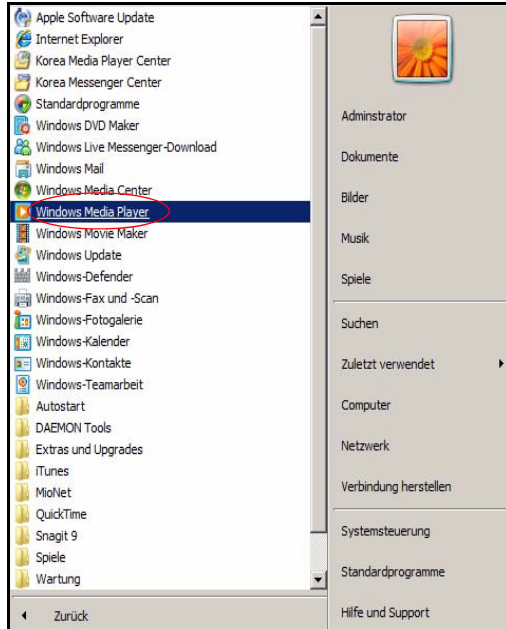 Apple Software Update
Internet Explorer
Korea Media Player Center
Korea Messenger Center
Standardprogramme
Windows DVD Maker
Windows Live Messenger-Download
Windows Mail
Windows Media Center
Windows Media Player
Windows Movie Maker
Windows Update
Windows-Defender
Windows-Fax und -Scan
Windows-Fotogalerie
Windows-Kalender
Windows-Kontakte
Windows-Teamarbeit
Autostart
DAEMON Tools
Extras und Upgrades
iTunes
MioNet
QuickTime
Snagit 9
Spiele
Wartung
Zurück
Adminstrator
Dokumente
Bilder
Musik
Spiele
Suchen
Zuletzt verwendet
Computer
Netzwerk
Verbindung herstellen
Systemsteuerung
Standardprogramme
Hilfe und Support